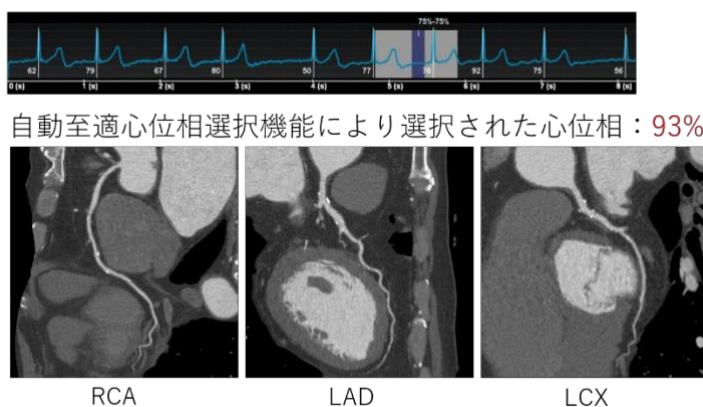 75%-75%
62 79 67 80 50 77 76 92 75 56
0 (s) 1 (s) 2 (s) 3 (s) 4 (s) 5 (s) 6 (s) 7 (s) 8 (s)
自動至適心位相選択機能により選択された心位相：93%
RCA LAD LCX